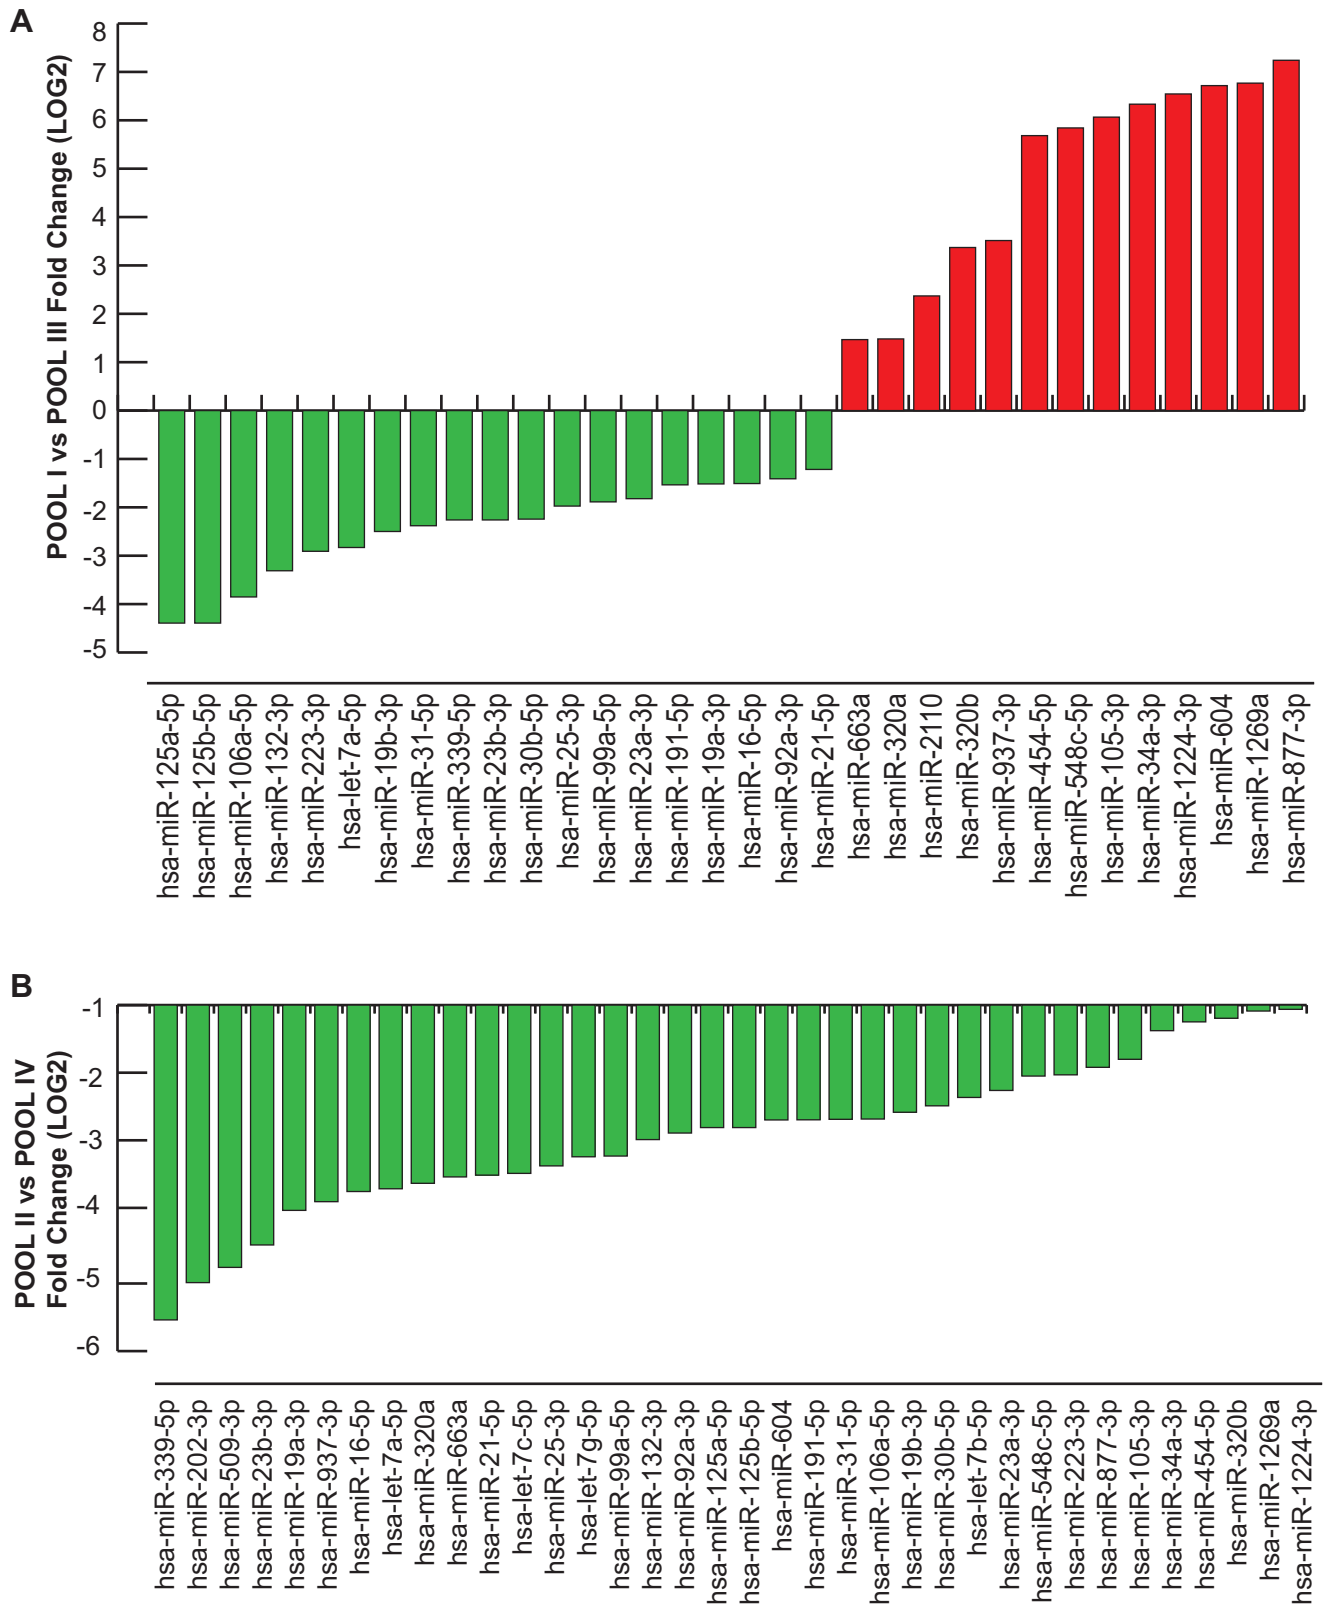 A
POOL I vs POOL III Fold Change (LOG2)
8
7
6
5
4
3
2
1
0
-1
-2
-3
-4
-5
hsa-miR-125a-5p
hsa-miR-125b-5p
hsa-miR-106a-5p
hsa-miR-132-3p
hsa-miR-223-3p
hsa-let-7a-5p
hsa-miR-19b-3p
hsa-miR-31-5p
hsa-miR-339-5p
hsa-miR-23b-3p
hsa-miR-30b-5p
hsa-miR-25-3p
hsa-miR-99a-5p
hsa-miR-23a-3p
hsa-miR-191-5p
hsa-miR-19a-3p
hsa-miR-16-5p
hsa-miR-92a-3p
hsa-miR-21-5p
hsa-miR-663a
hsa-miR-320a
hsa-miR-2110
hsa-miR-320b
hsa-miR-937-3p
hsa-miR-454-5p
hsa-miR-548c-5p
hsa-miR-105-3p
hsa-miR-34a-3p
hsa-miR-1224-3p
hsa-miR-604
hsa-miR-1269a
hsa-miR-877-3p
B
POOL II vs POOL IV
Fold Change (LOG2)
-1
-2
-3
-4
-5
-6
hsa-miR-339-5p
hsa-miR-202-3p
hsa-miR-509-3p
hsa-miR-23b-3p
hsa-miR-19a-3p
hsa-miR-937-3p
hsa-miR-16-5p
hsa-let-7a-5p
hsa-miR-320a
hsa-miR-663a
hsa-miR-21-5p
hsa-let-7c-5p
hsa-miR-25-3p
hsa-let-7g-5p
hsa-miR-99a-5p
hsa-miR-132-3p
hsa-miR-92a-3p
hsa-miR-125a-5p
hsa-miR-125b-5p
hsa-miR-604
hsa-miR-191-5p
hsa-miR-31-5p
hsa-miR-106a-5p
hsa-miR-19b-3p
hsa-miR-30b-5p
hsa-let-7b-5p
hsa-miR-23a-3p
hsa-miR-548c-5p
hsa-miR-223-3p
hsa-miR-877-3p
hsa-miR-105-3p
hsa-miR-34a-3p
hsa-miR-454-5p
hsa-miR-320b
hsa-miR-1269a
hsa-miR-1224-3p